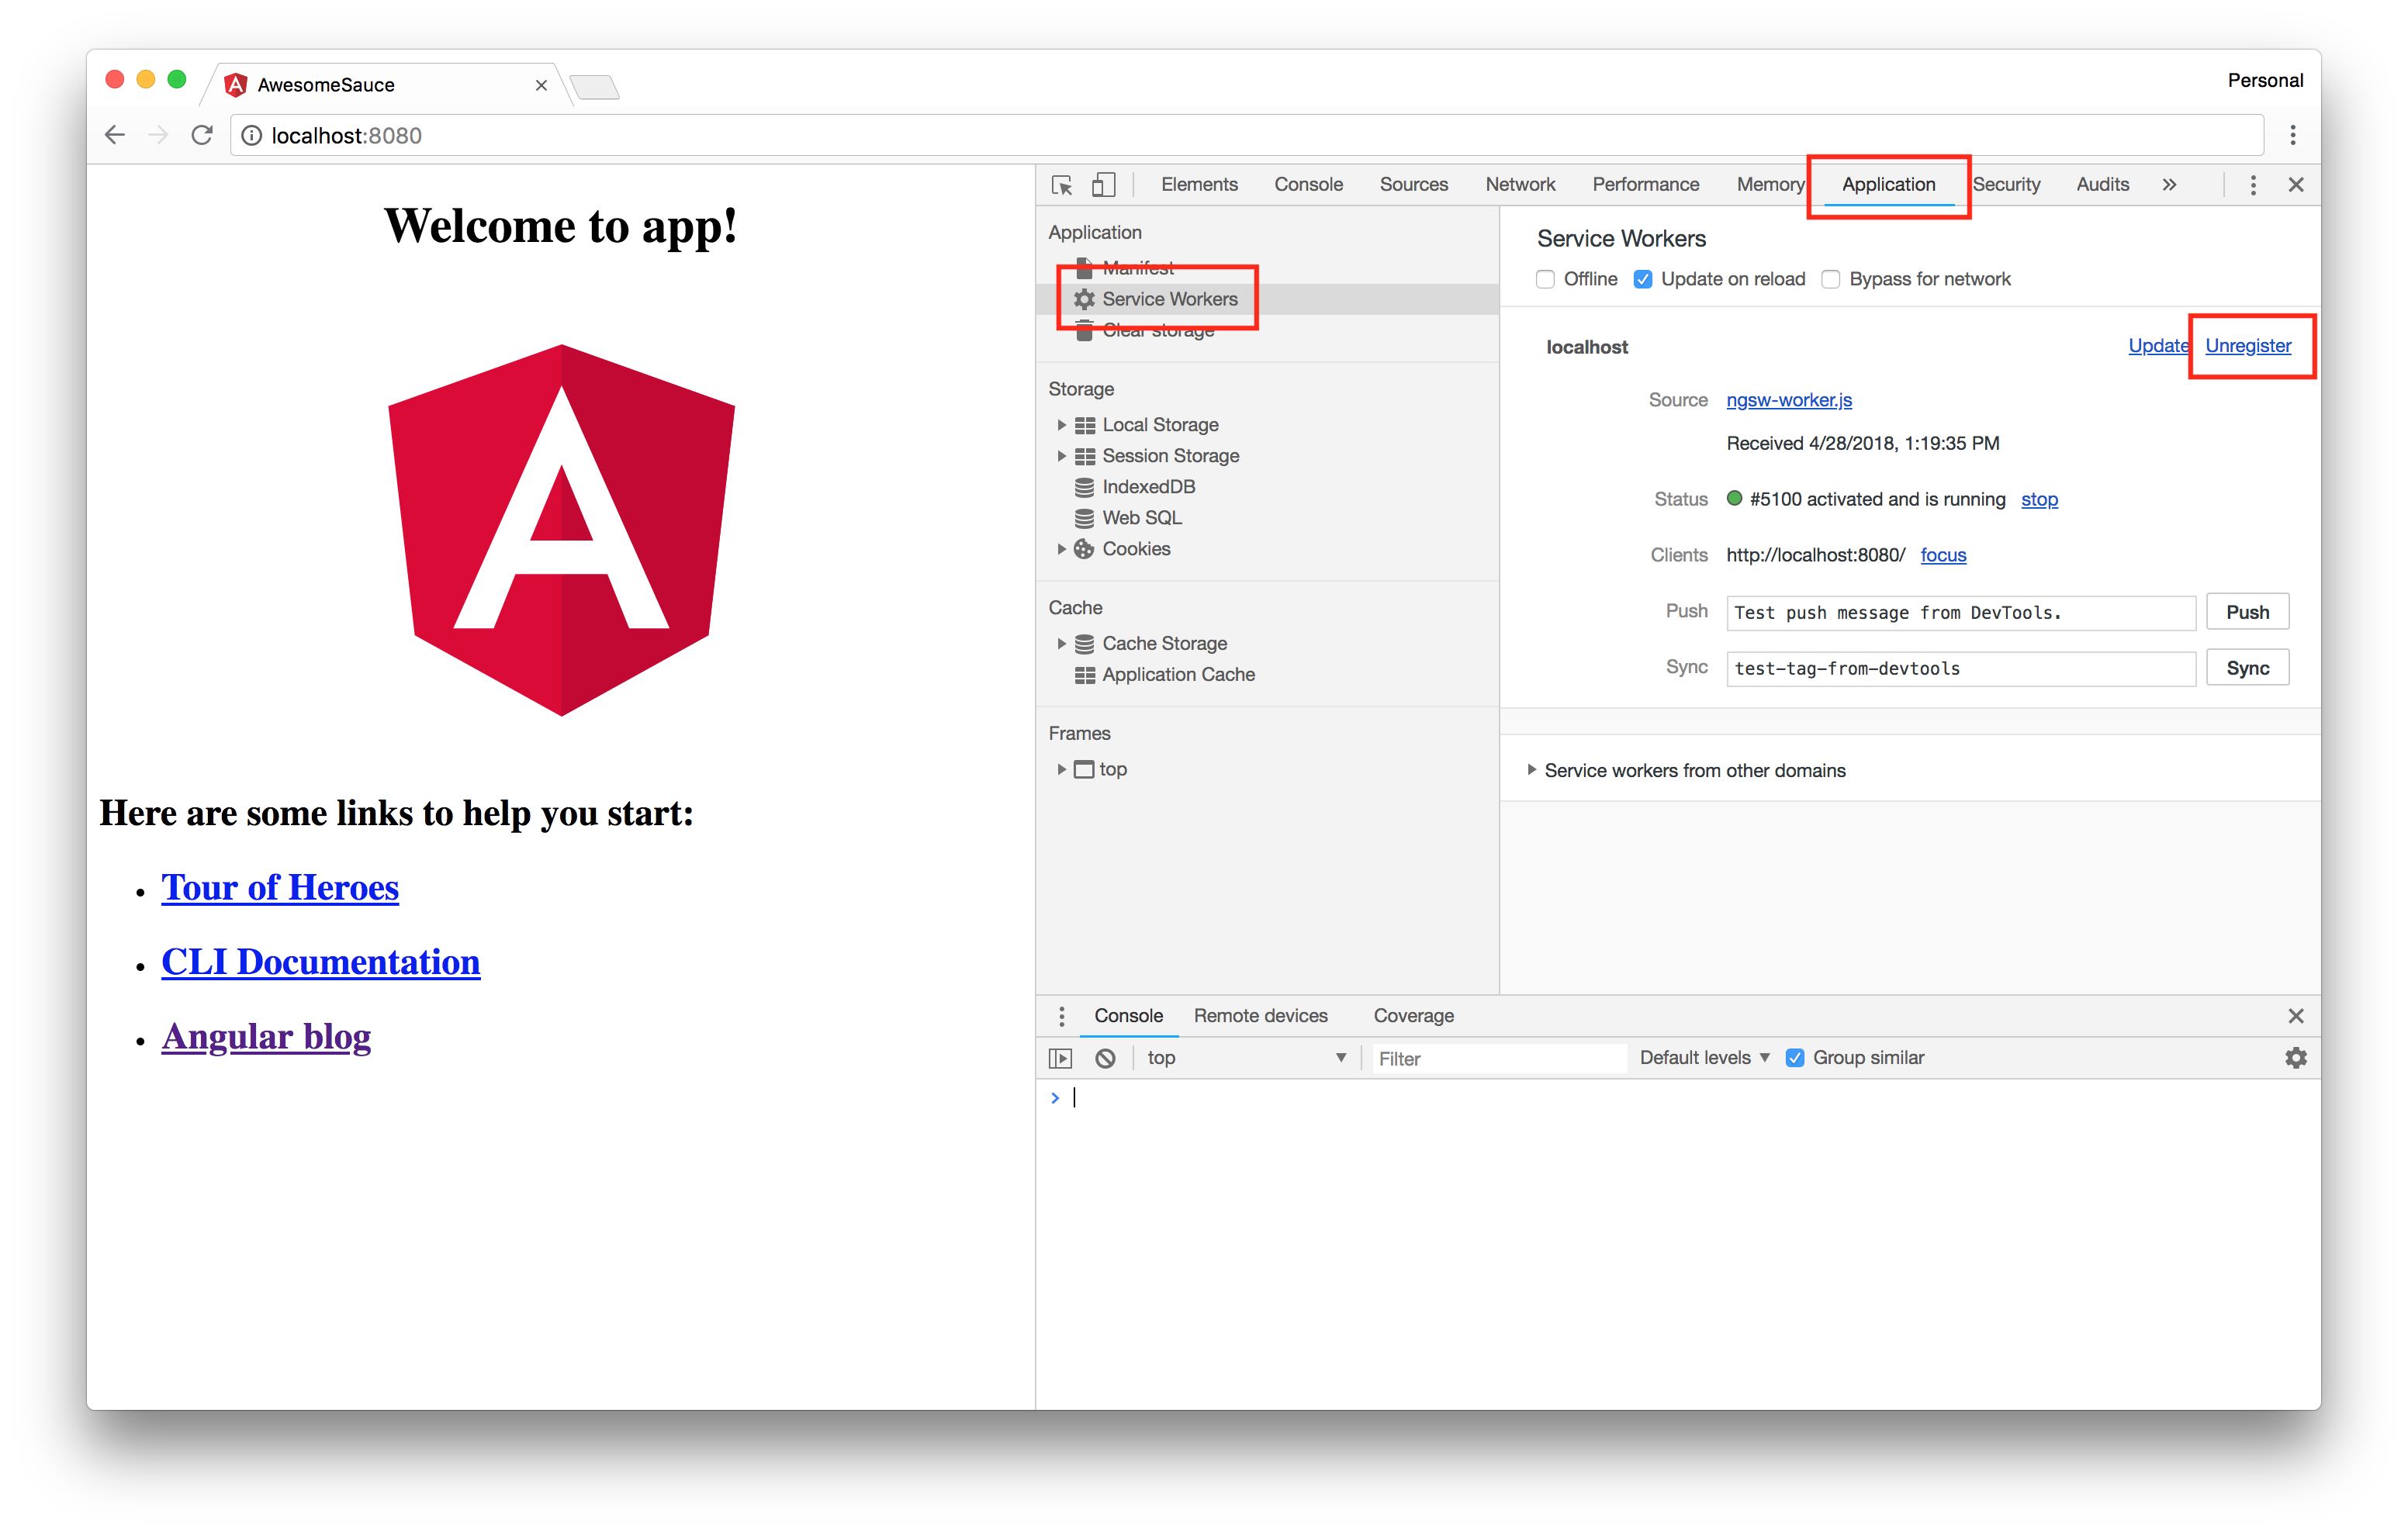 AwesomeSauce
Personal
localhost:8080
Welcome to app!
Here are some links to help you start:
Tour of Heroes
CLI Documentation
Angular blog
Elements Console Sources Network Performance Memory Application Security Audits
Application
Manifest
Service Workers
Clear storage
Storage
Local Storage
Session Storage
IndexedDB
Web SQL
Cookies
Cache
Cache Storage
Application Cache
Frames
top
Service Workers
Offline Update on reload Bypass for network
localhost Update Unregister
Source ngsw-worker.js
Received 4/28/2018, 1:19:35 PM
Status #5100 activated and is running stop
Clients http://localhost:8080/ focus
Push Test push message from DevTools. Push
Sync test-tag-from-devtools Sync
Service workers from other domains
Console Remote devices Coverage
top Filter Default levels Group similar